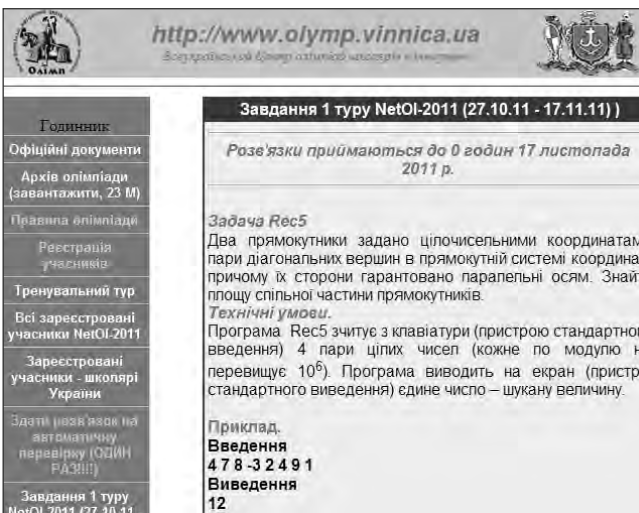 ОЛІМП
http://www.olymp.vinnica.ua
Годинник
Офіційні документи
Архів олімпіади
(завантажити, 23 М)
Правила олімпіади
Реєстрація
учасників
Тренувальний тур
Всі зареєстровані
учасники NetOI-2011
Зареєстровані
учасники - школярі
України
Здати розв'язок на
автоматичну
перевірку (ОДИН
РАЗ!!!!)
Завдання 1 туру
NetOI-2011 (27.10.11
Завдання 1 туру NetOI-2011 (27.10.11 - 17.11.11) )
Розв'язки приймаються до 0 годин 17 листопада
2011 р.
Задача Rec5
Два прямокутники задано цілочисельними координатам
пари діагональних вершин в прямокутній системі координа
причому їх сторони гарантовано паралельні осям. Знайт
площу спільної частини прямокутників.
Технічні умови.
Програма Rec5 зчитує з клавіатури (пристрою стандартно
введення) 4 пари цілих чисел (кожне по модулю н
перевищує 10⁶). Програма виводить на екран (пристр
стандартного виведення) єдине число – шукану величину.
Приклад.
Введення
4 7 8 -3 2 4 9 1
Виведення
12